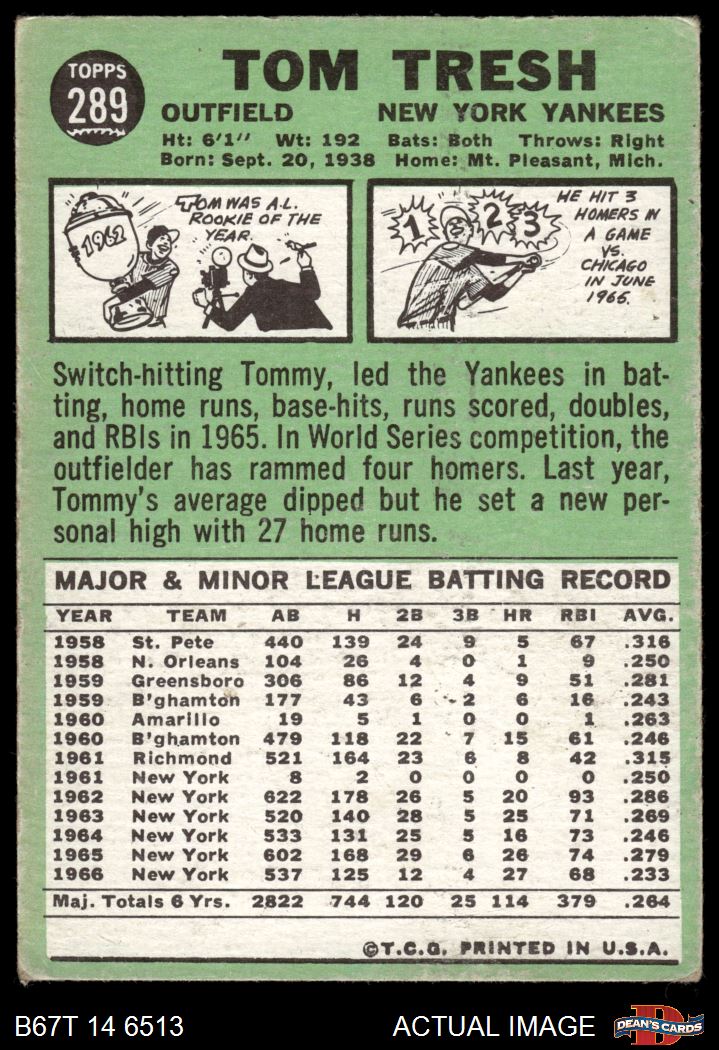 TOPPS
289
TOM TRESH
OUTFIELD NEW YORK YANKEES
Ht: 6'1" Wt: 192 Bats: Both Throws: Right
Born: Sept. 20, 1938 Home: Mt. Pleasant, Mich.
1962
TOM WAS A.L.
ROOKIE OF THE
YEAR.
1 2 3
HE HIT 3
HOMERS IN
A GAME
VS.
CHICAGO
IN JUNE
1965.
Switch-hitting Tommy, led the Yankees in bat-
ting, home runs, base-hits, runs scored, doubles,
and RBIs in 1965. In World Series competition, the
outfielder has rammed four homers. Last year,
Tommy's average dipped but he set a new per-
sonal high with 27 home runs.
MAJOR & MINOR LEAGUE BATTING RECORD
YEAR TEAM AB H 2B 3B HR RBI AVG.
1958 St. Pete 440 139 24 9 5 67 .316
1958 N. Orleans 104 26 4 0 1 9 .250
1959 Greensboro 306 86 12 4 9 51 .281
1959 B'ghamton 177 43 6 2 6 16 .243
1960 Amarillo 19 5 1 0 0 1 .263
1960 B'ghamton 479 118 22 7 15 61 .246
1961 Richmond 521 164 23 6 8 42 .315
1961 New York 8 2 0 0 0 0 .250
1962 New York 622 178 26 5 20 93 .286
1963 New York 520 140 28 5 25 71 .269
1964 New York 533 131 25 5 16 73 .246
1965 New York 602 168 29 6 26 74 .279
1966 New York 537 125 12 4 27 68 .233
Maj. Totals 6 Yrs. 2822 744 120 25 114 379 .264
©T.C.G. PRINTED IN U.S.A.
B67T 14 6513 ACTUAL IMAGE DEAN'S CARDS